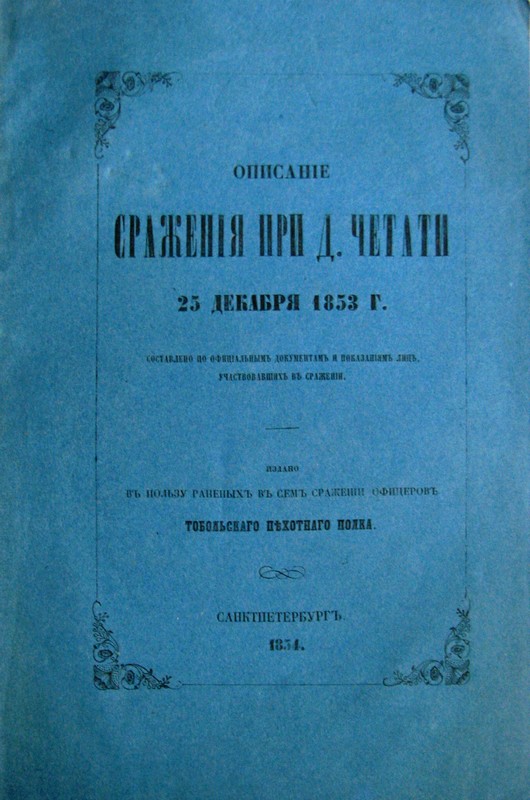 ОПИСАНІЕ
СРАЖЕНІЯ ПРИ Д. ЧЕТАТИ
25 ДЕКАБРЯ 1853 Г.
СОСТАВЛЕНО ПО ОФИЦІАЛЬНЫМЪ ДОКУМЕНТАМЪ И ПОКАЗАНІЯМЪ ЛИЦЪ,
УЧАСТВОВАВШИХЪ ВЪ СРАЖЕНІИ.
ИЗДАНО
ВЪ ПОЛЬЗУ РАНЕНЫХЪ ВЪ СЕМЪ СРАЖЕНІИ ОФИЦЕРОВЪ
ТОБОЛЬСКАГО ПѢХОТНАГО ПОЛКА.
САНКТПЕТЕРБУРГЪ.
1854.